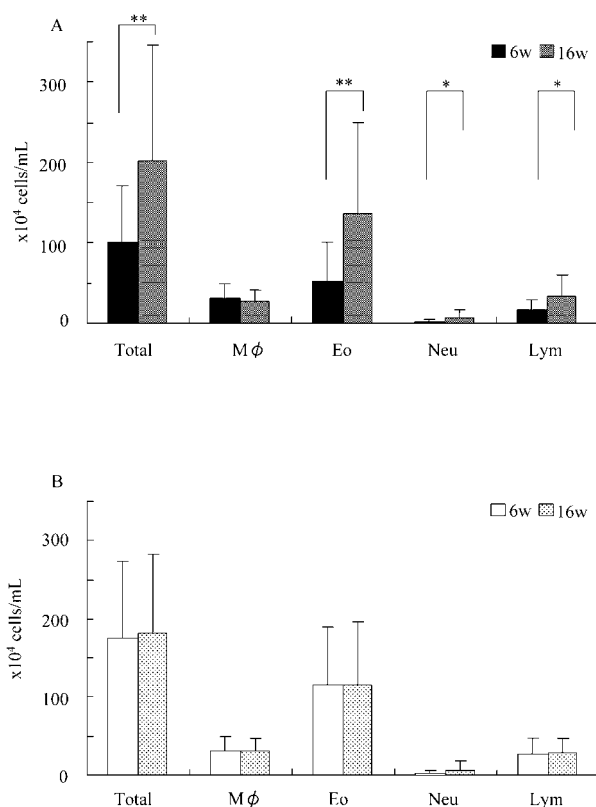 A
**
6w 16w
**
*
*
x10⁴ cells/mL
300
200
100
0
Total Mϕ Eo Neu Lym
B
6w 16w
x10⁴ cells/mL
300
200
100
0
Total Mϕ Eo Neu Lym